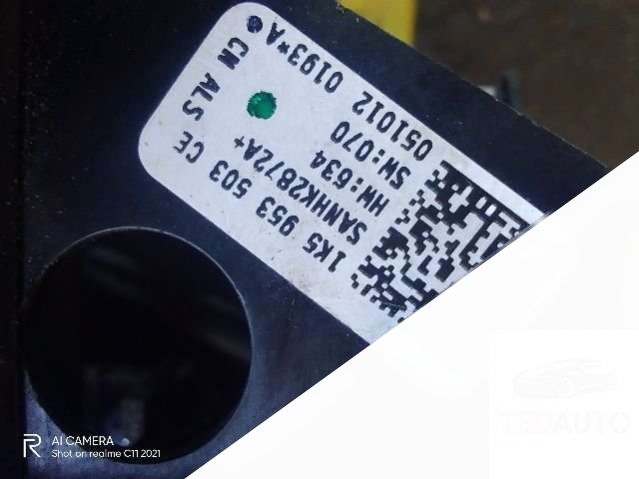 1K5 953 503 CE
SANHK2872A+
HW:634
SW:070
051012 0193*A
CN ALS
AI CAMERA
Shot on realme C11 2021
TEDAUTO